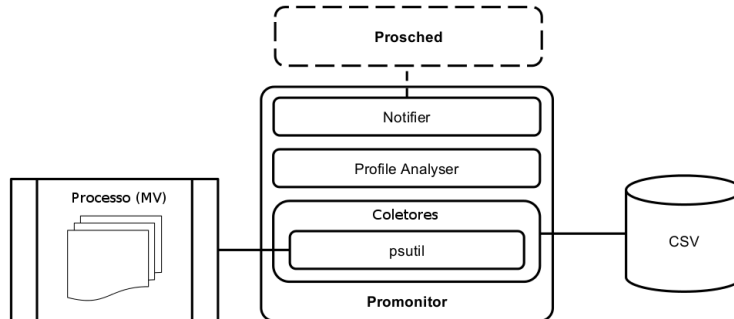 Prosched
Notifier
Profile Analyser
Processo (MV)
Coletores
psutil
CSV
Promonitor